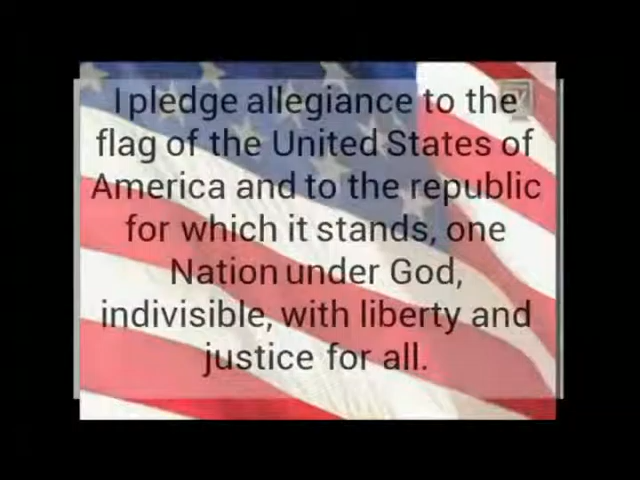 I pledge allegiance to the
flag of the United States of
America and to the republic
for which it stands, one
Nation under God,
indivisible, with liberty and
justice for all.